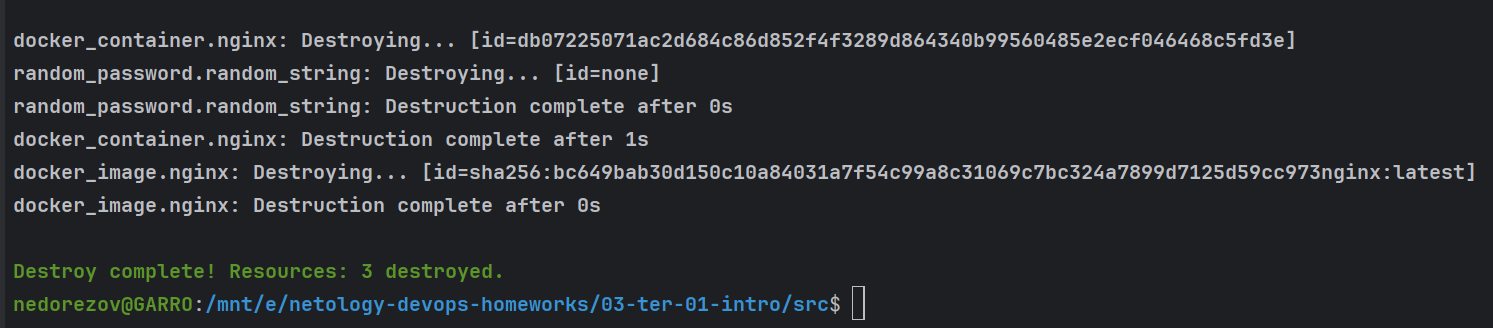 docker_container.nginx: Destroying... [id=db07225071ac2d684c86d852f4f3289d864340b99560485e2ecf046468c5fd3e]
random_password.random_string: Destroying... [id=none]
random_password.random_string: Destruction complete after 0s
docker_container.nginx: Destruction complete after 1s
docker_image.nginx: Destroying... [id=sha256:bc649bab30d150c10a84031a7f54c99a8c31069c7bc324a7899d7125d59cc973nginx:latest]
docker_image.nginx: Destruction complete after 0s
Destroy complete! Resources: 3 destroyed.
nedorezov@GARRO:/mnt/e/netology-devops-homeworks/03-ter-01-intro/src$